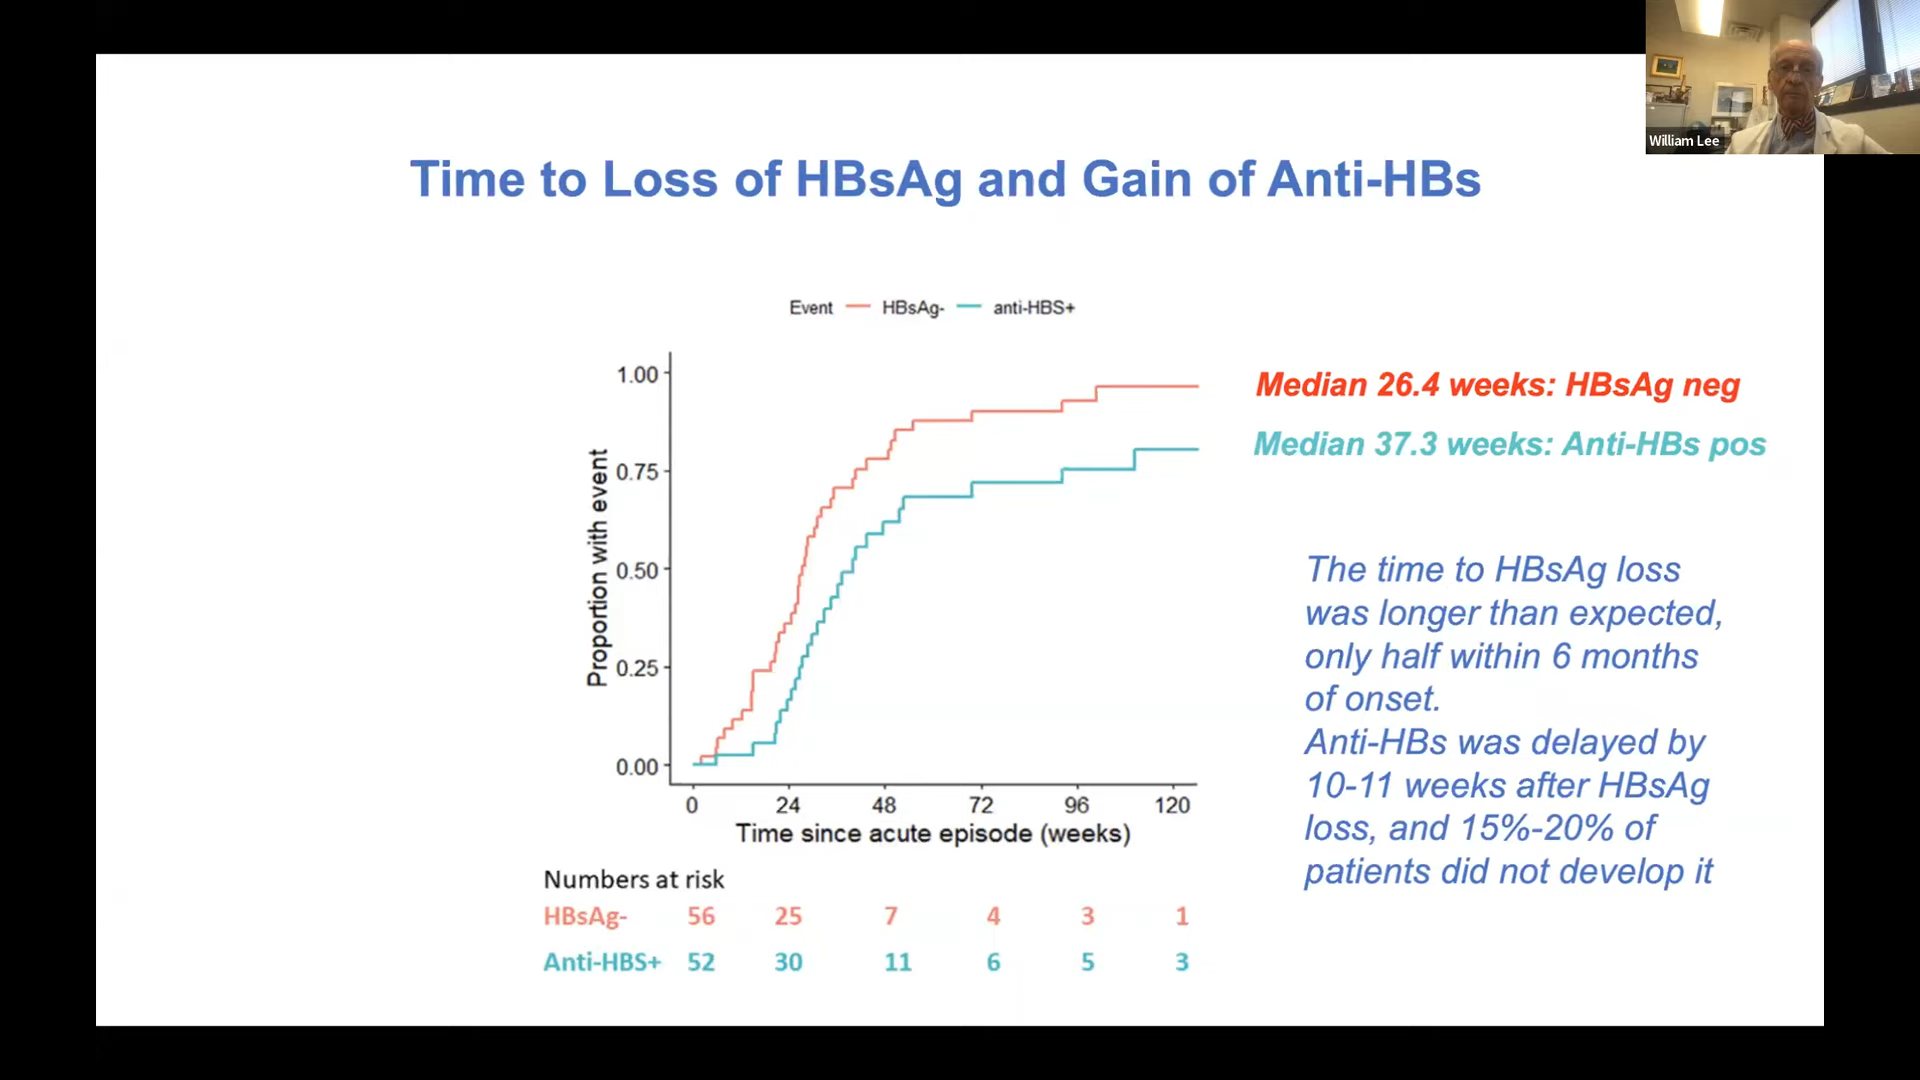 William Lee
Time to Loss of HBsAg and Gain of Anti-HBs
Event HBsAg- anti-HBS+
1.00
0.75
0.50
0.25
0.00
Proportion with event
0 24 48 72 96 120
Time since acute episode (weeks)
Numbers at risk
HBsAg- 56 25 7 4 3 1
Anti-HBS+ 52 30 11 6 5 3
Median 26.4 weeks: HBsAg neg
Median 37.3 weeks: Anti-HBs pos
The time to HBsAg loss
was longer than expected,
only half within 6 months
of onset.
Anti-HBs was delayed by
10-11 weeks after HBsAg
loss, and 15%-20% of
patients did not develop it